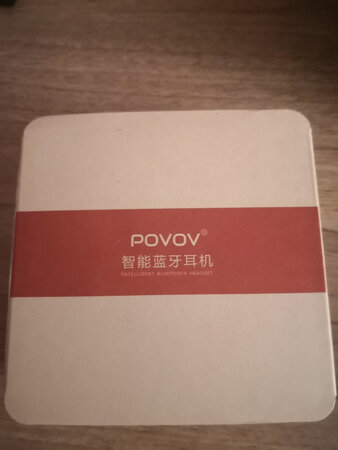 POVOV®
智能蓝牙耳机
INTELLIGENT BLUETOOTH HEADSET